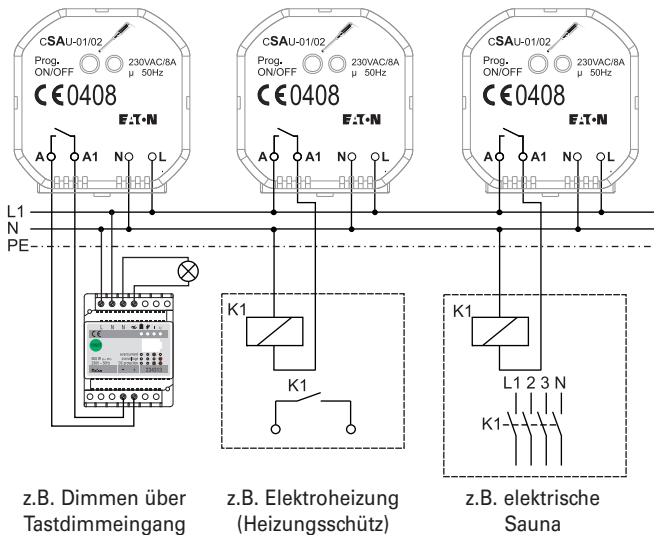 CSAU-01/02
Prog. 230VAC/8A
ON/OFF µ 50Hz
CE0408
EATON
A A1 N L
CSAU-01/02
Prog. 230VAC/8A
ON/OFF µ 50Hz
CE0408
EATON
A A1 N L
CSAU-01/02
Prog. 230VAC/8A
ON/OFF µ 50Hz
CE0408
EATON
A A1 N L
L1
N
PE
L N N
CE
- + 
K1
K1
K1
L1 2 3 N
K1
z.B. Dimmen über
Tastdimmeingang
z.B. Elektroheizung
(Heizungsschütz)
z.B. elektrische
Sauna